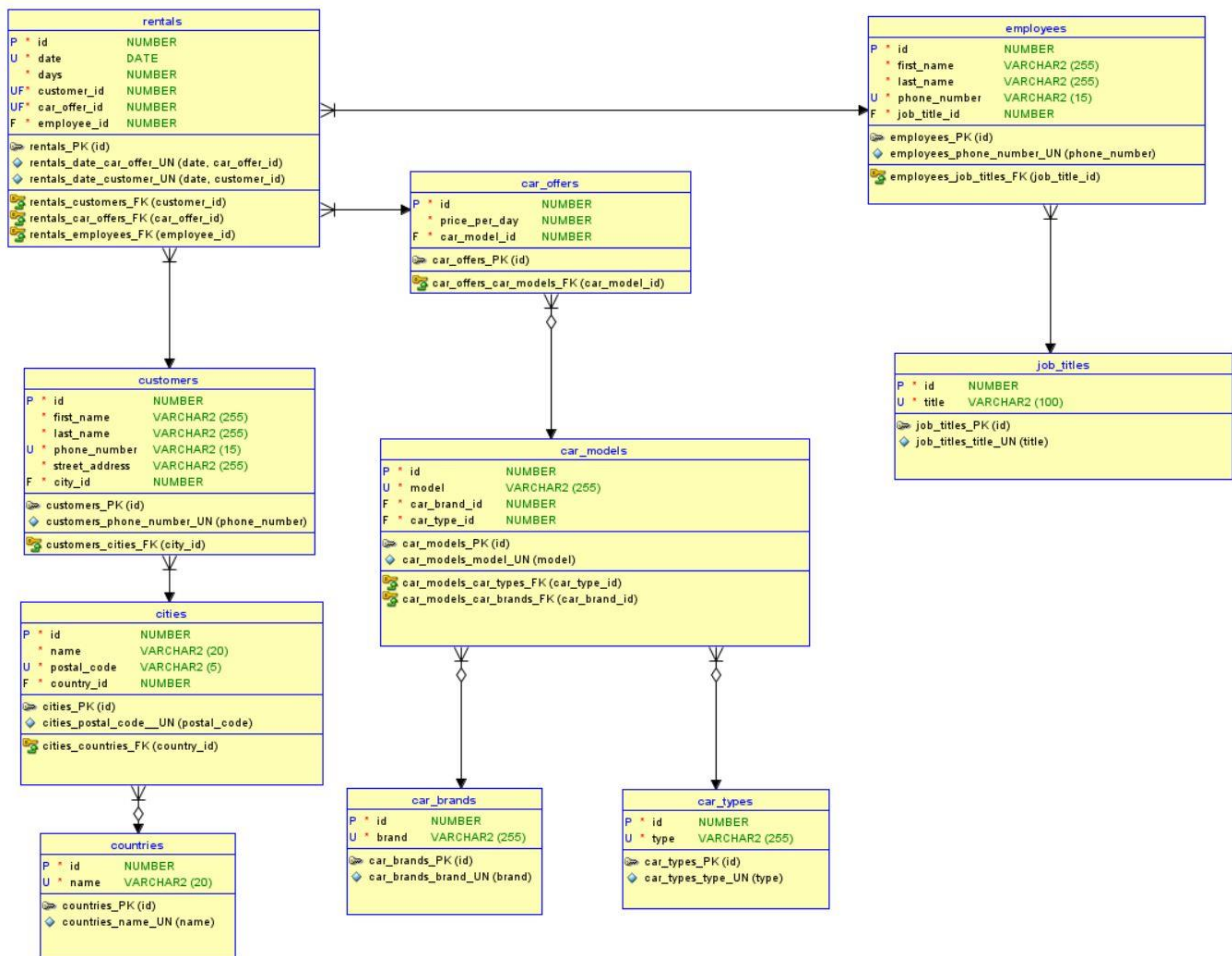 rentals
P * id NUMBER
U * date DATE
* days NUMBER
UF* customer_id NUMBER
UF* car_offer_id NUMBER
F * employee_id NUMBER
rentals_PK (id)
rentals_date_car_offer_UN (date, car_offer_id)
rentals_date_customer_UN (date, customer_id)
rentals_customers_FK (customer_id)
rentals_car_offers_FK (car_offer_id)
rentals_employees_FK (employee_id)
employees
P * id NUMBER
* first_name VARCHAR2 (255)
* last_name VARCHAR2 (255)
U * phone_number VARCHAR2 (15)
F * job_title_id NUMBER
employees_PK (id)
employees_phone_number_UN (phone_number)
employees_job_titles_FK (job_title_id)
car_offers
P * id NUMBER
* price_per_day NUMBER
F * car_model_id NUMBER
car_offers_PK (id)
car_offers_car_models_FK (car_model_id)
customers
P * id NUMBER
* first_name VARCHAR2 (255)
* last_name VARCHAR2 (255)
U * phone_number VARCHAR2 (15)
* street_address VARCHAR2 (255)
F * city_id NUMBER
customers_PK (id)
customers_phone_number_UN (phone_number)
customers_cities_FK (city_id)
job_titles
P * id NUMBER
U * title VARCHAR2 (100)
job_titles_PK (id)
job_titles_title_UN (title)
car_models
P * id NUMBER
U * model VARCHAR2 (255)
F * car_brand_id NUMBER
F * car_type_id NUMBER
car_models_PK (id)
car_models_model_UN (model)
car_models_car_types_FK (car_type_id)
car_models_car_brands_FK (car_brand_id)
cities
P * id NUMBER
* name VARCHAR2 (20)
U * postal_code VARCHAR2 (5)
F * country_id NUMBER
cities_PK (id)
cities_postal_code__UN (postal_code)
cities_countries_FK (country_id)
car_brands
P * id NUMBER
U * brand VARCHAR2 (255)
car_brands_PK (id)
car_brands_brand_UN (brand)
car_types
P * id NUMBER
U * type VARCHAR2 (255)
car_types_PK (id)
car_types_type_UN (type)
countries
P * id NUMBER
U * name VARCHAR2 (20)
countries_PK (id)
countries_name_UN (name)